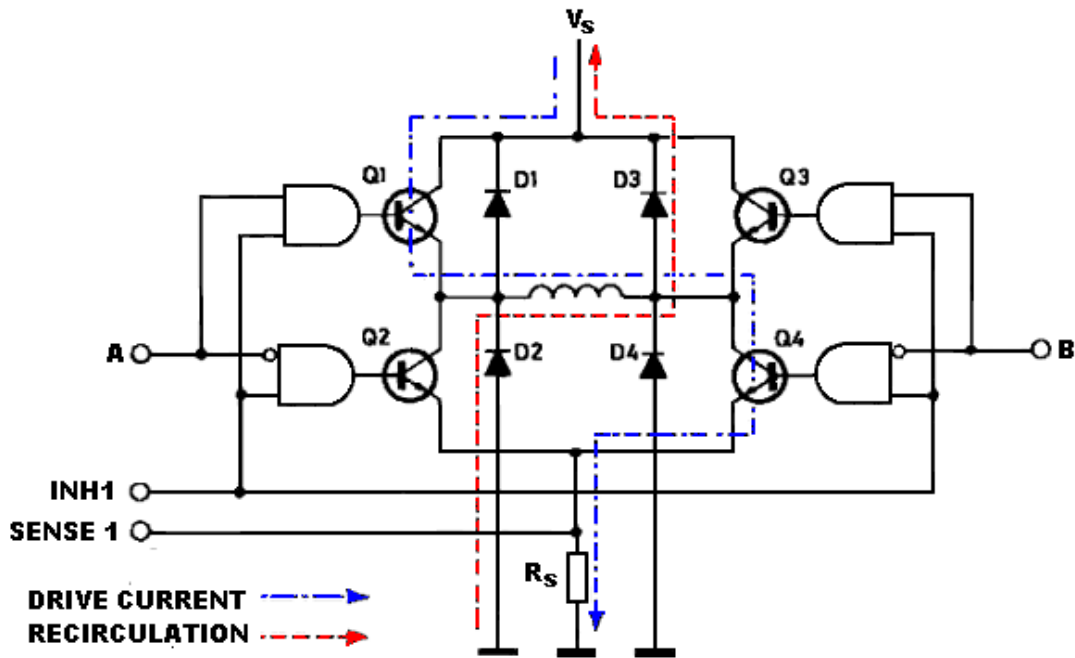 Vs
Q1
D1
D3
Q3
A
Q2
D2
D4
Q4
B
INH1
SENSE 1
Rs
DRIVE CURRENT
RECIRCULATION